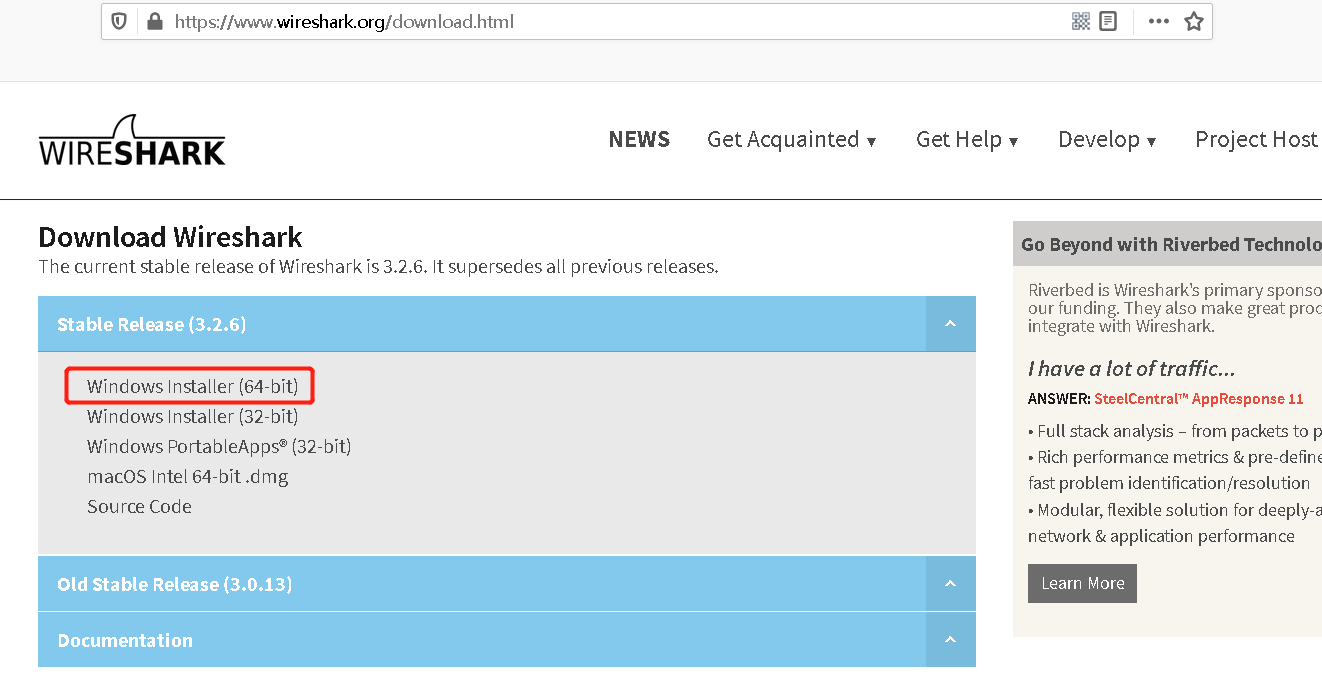 https://www.wireshark.org/download.html
WIRESHARK
NEWS Get Acquainted ▾ Get Help ▾ Develop ▾ Project Host
Download Wireshark
The current stable release of Wireshark is 3.2.6. It supersedes all previous releases.
Stable Release (3.2.6)
Windows Installer (64-bit)
Windows Installer (32-bit)
Windows PortableApps® (32-bit)
macOS Intel 64-bit .dmg
Source Code
Old Stable Release (3.0.13)
Documentation
Go Beyond with Riverbed Technolo
Riverbed is Wireshark's primary sponso
our funding. They also make great prod
integrate with Wireshark.
I have a lot of traffic...
ANSWER: SteelCentral™ AppResponse 11
• Full stack analysis – from packets to p
• Rich performance metrics & pre-define
fast problem identification/resolution
• Modular, flexible solution for deeply-a
network & application performance
Learn More